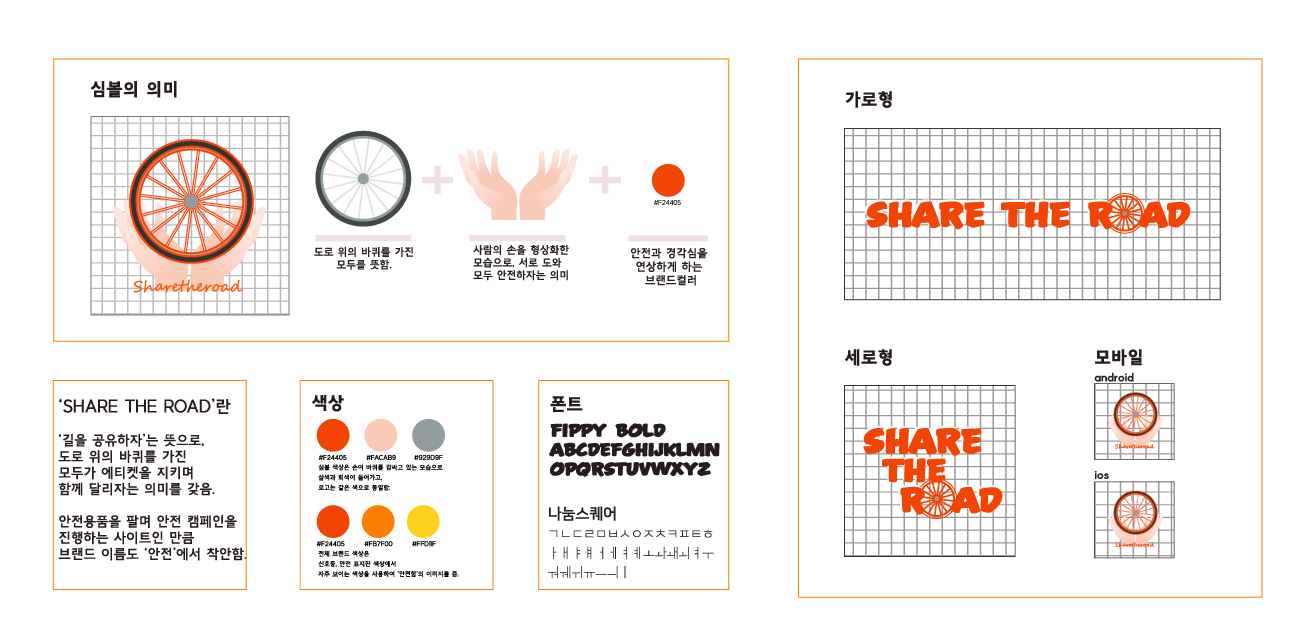 심볼의 의미
Sharetheroad
도로 위의 바퀴를 가진
모두를 뜻함.
사람의 손을 형상화한
모습으로, 서로 도와
모두 안전하자는 의미
#F24405
안전과 경각심을
연상하게 하는
브랜드컬러
'SHARE THE ROAD'란
'길을 공유하자'는 뜻으로,
도로 위의 바퀴를 가진
모두가 에티켓을 지키며
함께 달리자는 의미를 갖음.
안전용품을 팔며 안전 캠페인을
진행하는 사이트인 만큼
브랜드 이름도 '안전'에서 착안함.
색상
#F24405 #FACAB9 #929D9F
심볼 색상은 손이 바퀴를 감싸고 있는 모습으로
살색과 회색이 들어가고,
로고는 같은 색으로 통일함.
#F24405 #FB7F00 #FFD11F
전체 브랜드 색상은
신호등, 안전 표지판 색상에서
자주 보이는 색상을 사용하여 '안전함'의 이미지를 줌.
폰트
FIPPY BOLD
ABCDEFGHIJKLMN
OPQRSTUVWXYZ
나눔스퀘어
ㄱㄴㄷㄹㅁㅂㅅㅇㅈㅊㅋㅍㅌㅎ
가로형
SHARE THE ROAD
세로형
SHARE
THE
ROAD
모바일
android
Sharetheroad
ios
Sharetheroad